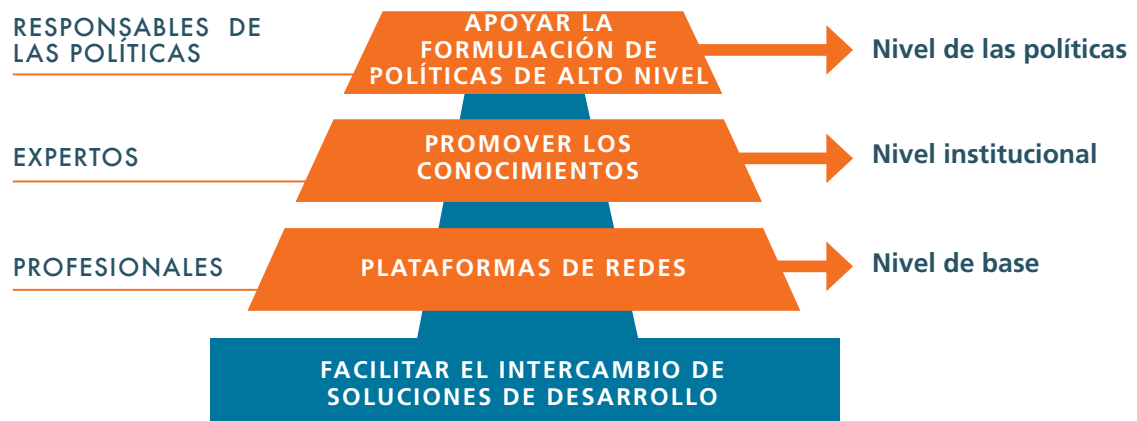 RESPONSABLES DE
LAS POLÍTICAS
APOYAR LA
FORMULACIÓN DE
POLÍTICAS DE ALTO NIVEL
Nivel de las políticas
EXPERTOS
PROMOVER LOS
CONOCIMIENTOS
Nivel institucional
PROFESIONALES
PLATAFORMAS DE REDES
Nivel de base
FACILITAR EL INTERCAMBIO DE
SOLUCIONES DE DESARROLLO